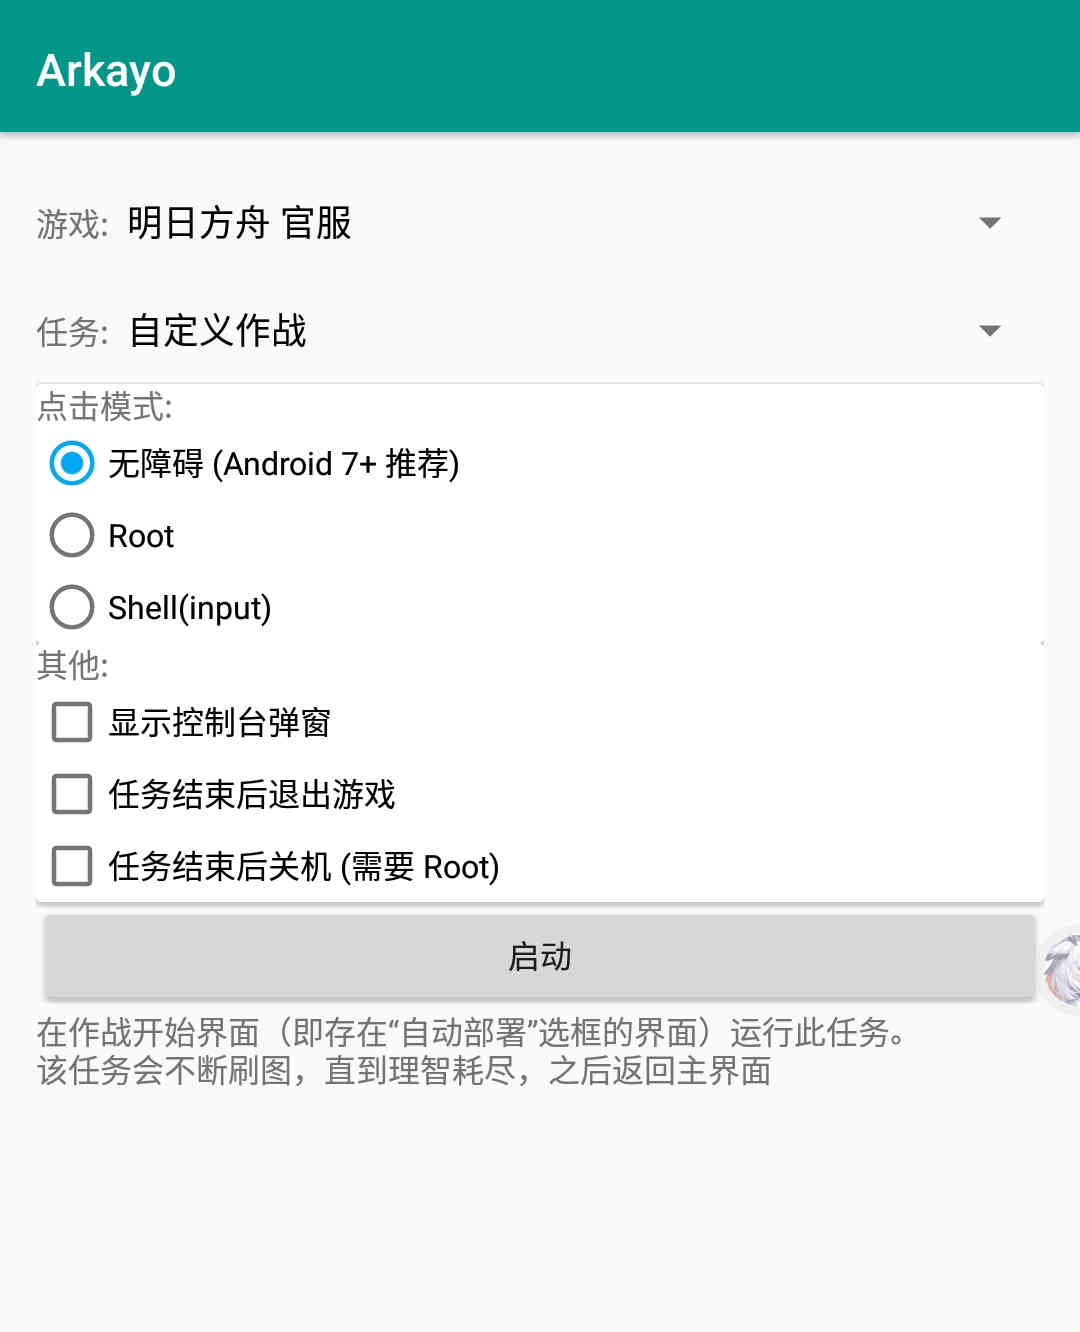 Arkayo
游戏: 明日方舟 官服
任务: 自定义作战
点击模式:
无障碍 (Android 7+ 推荐)
Root
Shell(input)
其他:
显示控制台弹窗
任务结束后退出游戏
任务结束后关机 (需要 Root)
启动
在作战开始界面（即存在“自动部署”选框的界面）运行此任务。
该任务会不断刷图，直到理智耗尽，之后返回主界面